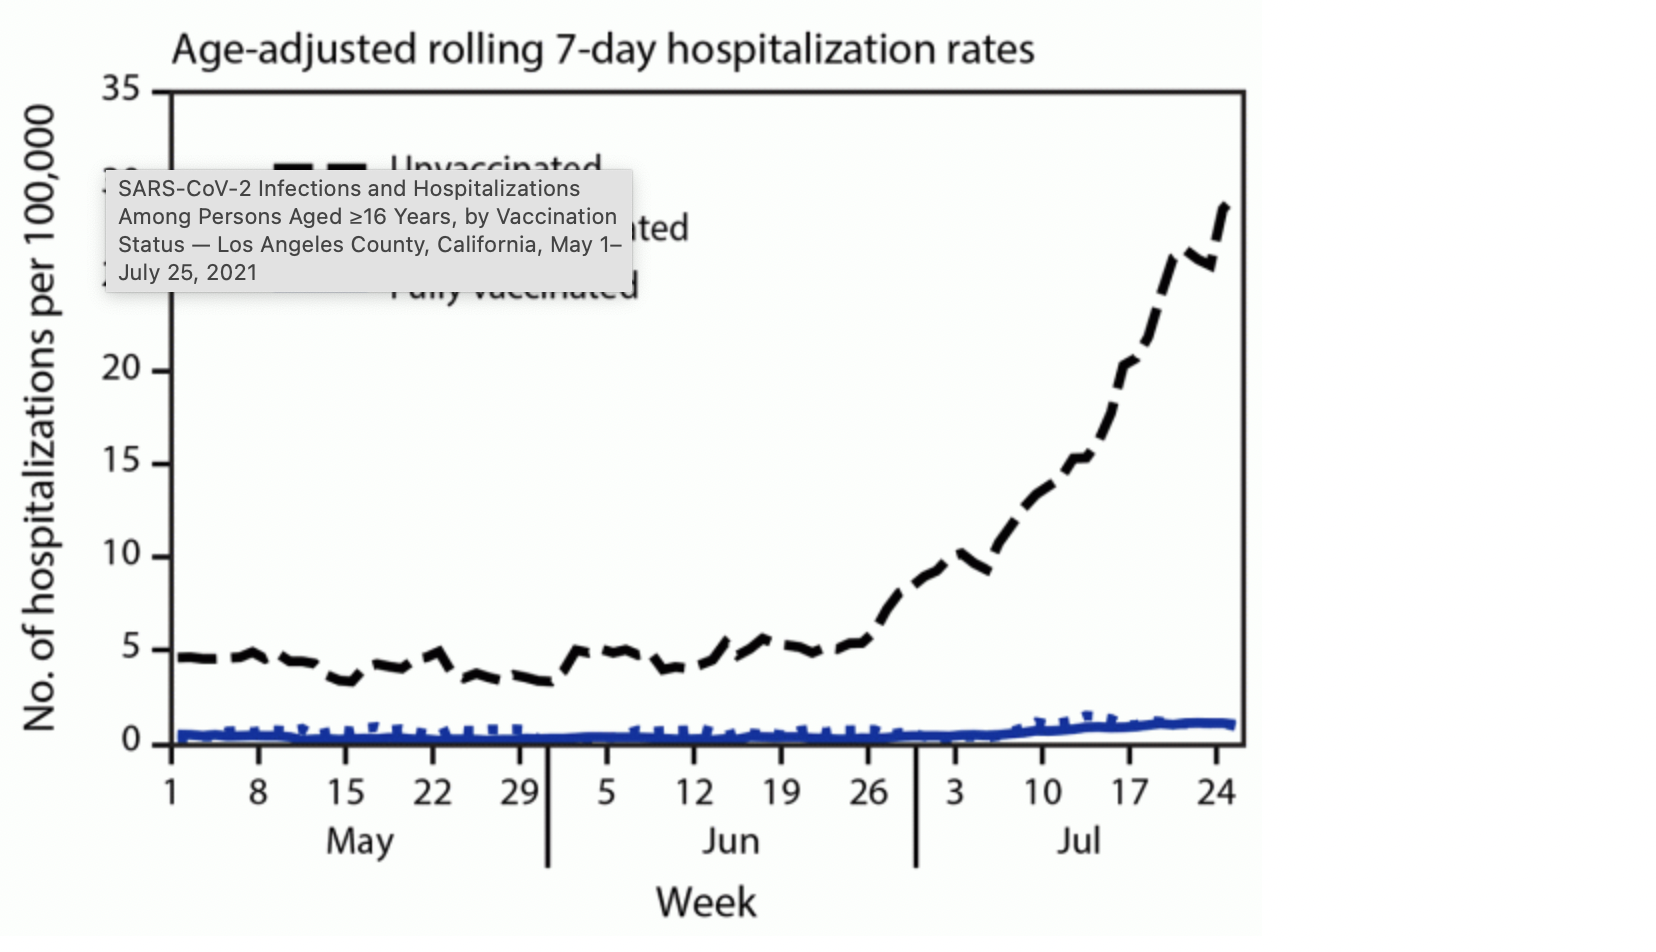 Age-adjusted rolling 7-day hospitalization rates
No. of hospitalizations per 100,000
35
Unvaccinated
SARS-CoV-2 Infections and Hospitalizations
Among Persons Aged ≥16 Years, by Vaccination
Status — Los Angeles County, California, May 1–
July 25, 2021
Fully vaccinated
20
15
10
5
0
1 8 15 22 29 5 12 19 26 3 10 17 24
May Jun Jul
Week